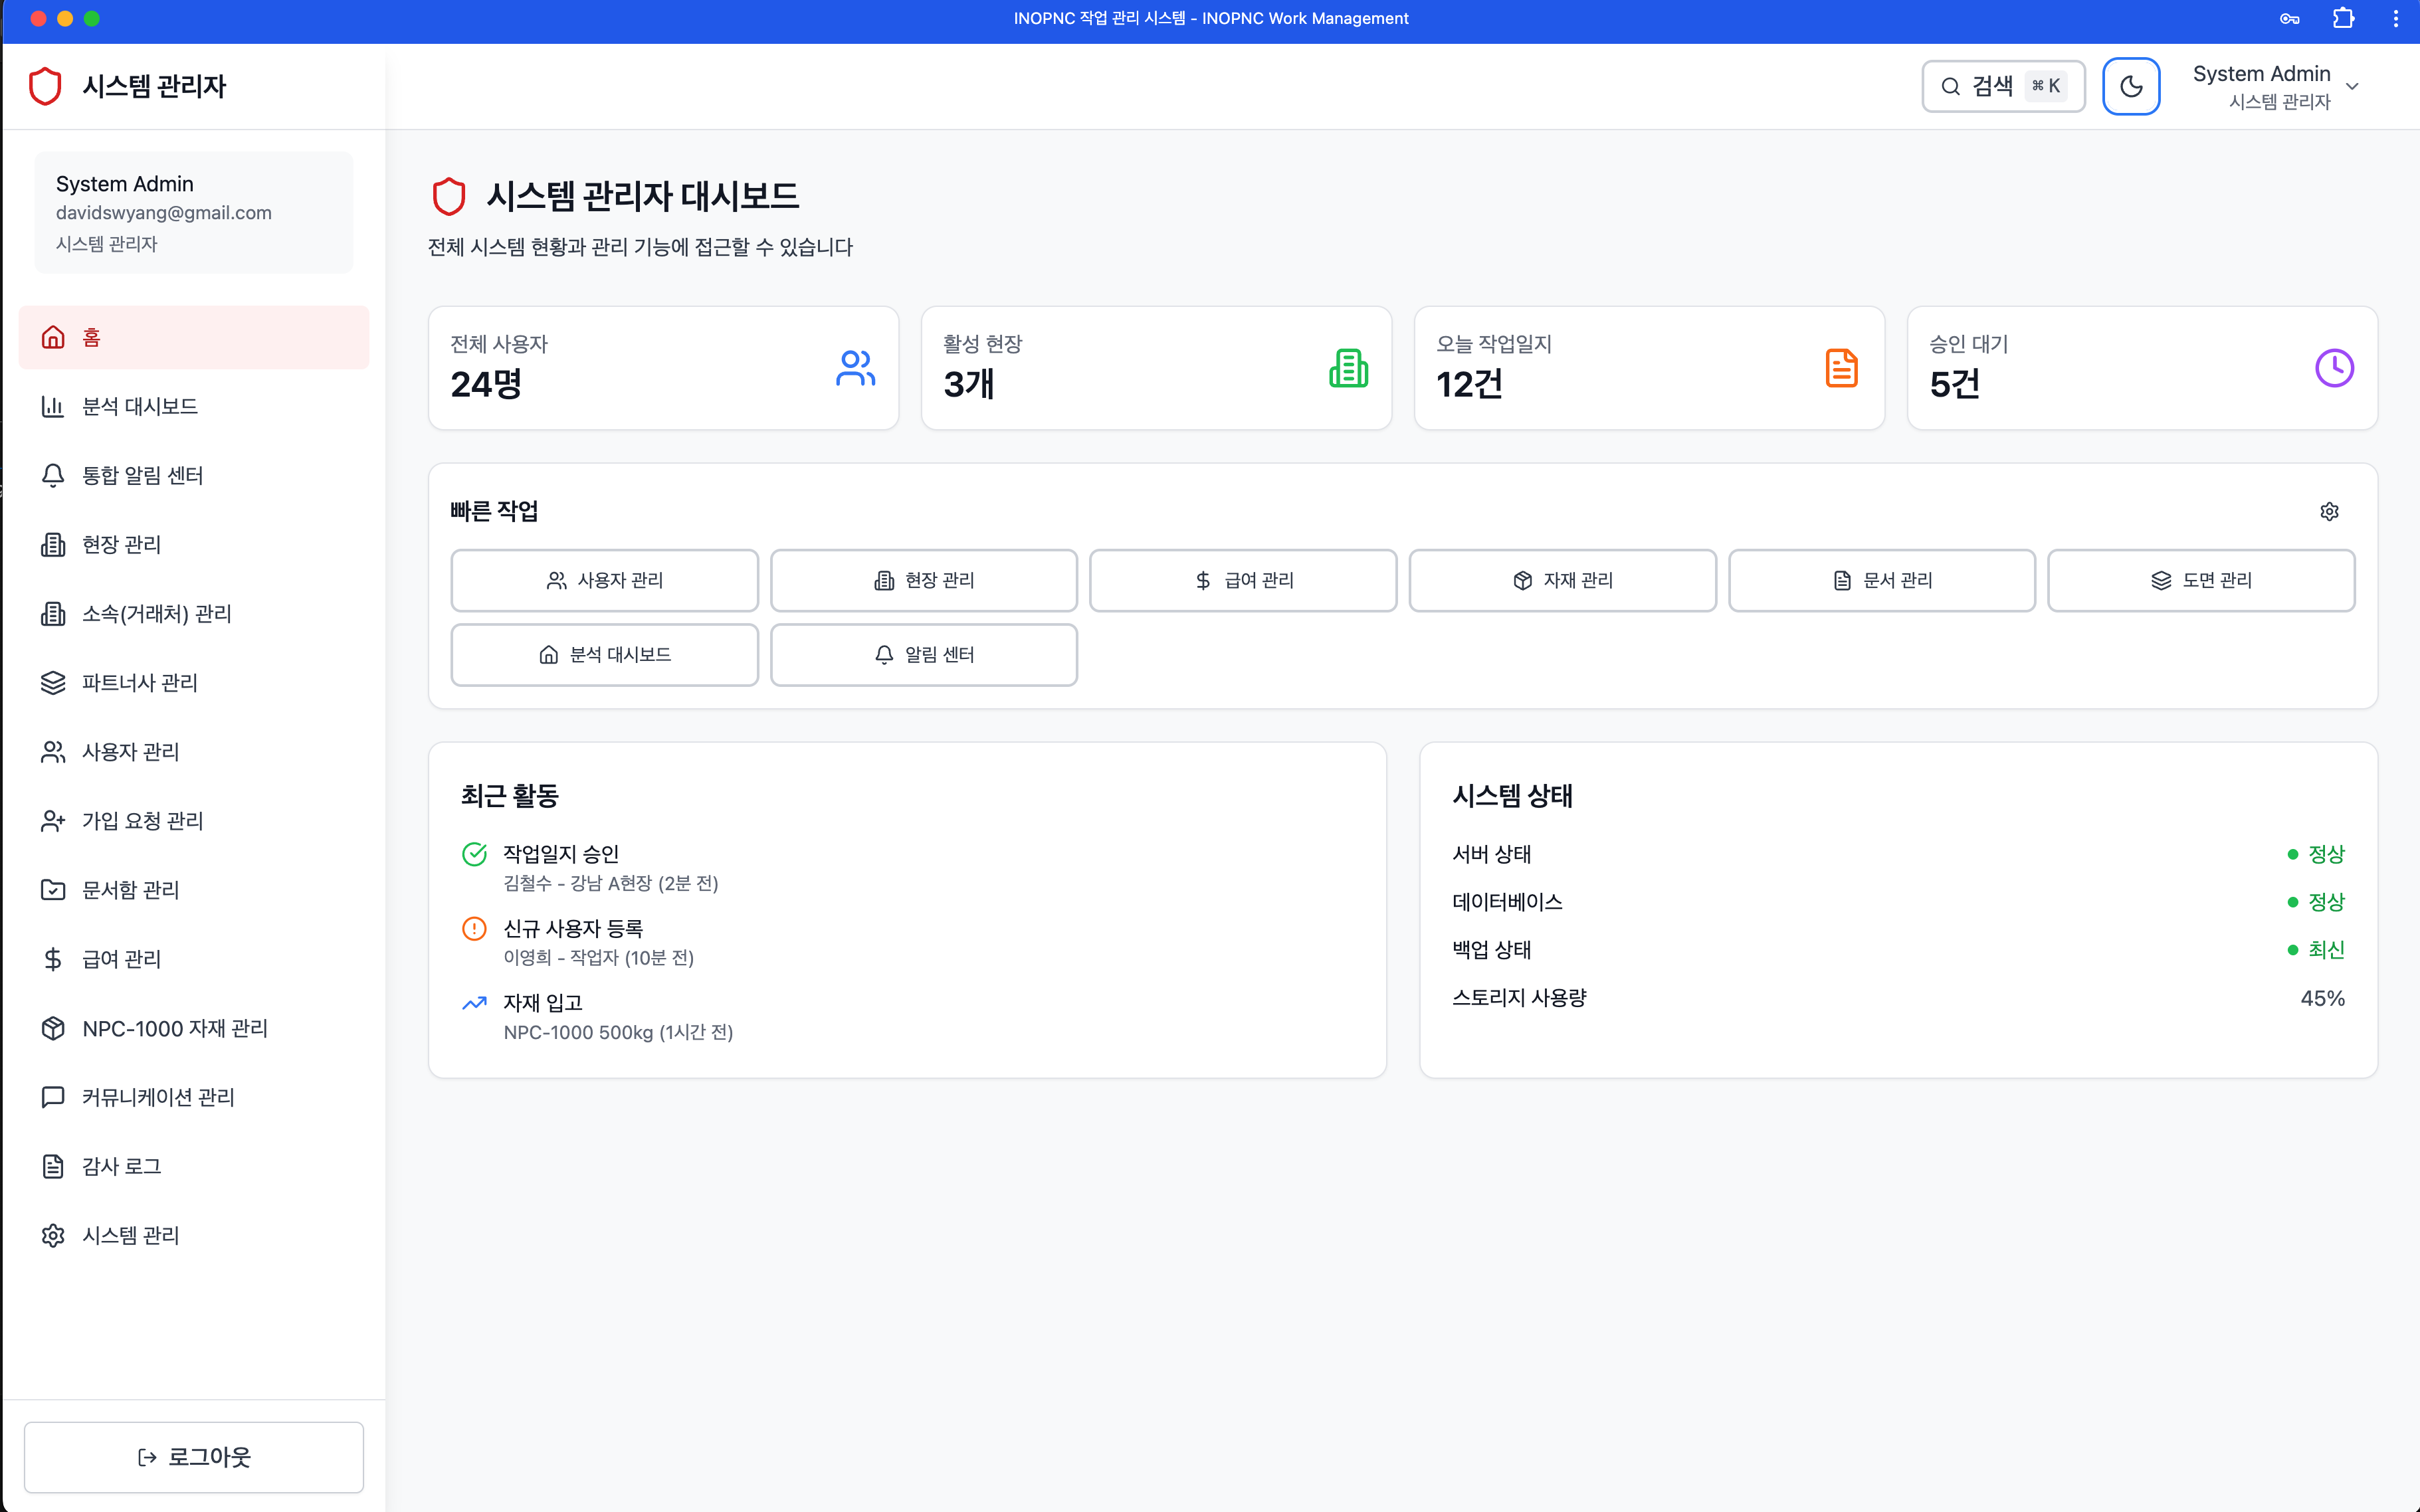 INOPNC 작업 관리 시스템 - INOPNC Work Management
시스템 관리자
검색 ⌘ K
System Admin
시스템 관리자
System Admin
davidswyang@gmail.com
시스템 관리자
홈
분석 대시보드
통합 알림 센터
현장 관리
소속(거래처) 관리
파트너사 관리
사용자 관리
가입 요청 관리
문서함 관리
급여 관리
NPC-1000 자재 관리
커뮤니케이션 관리
감사 로그
시스템 관리
로그아웃
시스템 관리자 대시보드
전체 시스템 현황과 관리 기능에 접근할 수 있습니다
전체 사용자
24명
활성 현장
3개
오늘 작업일지
12건
승인 대기
5건
빠른 작업
사용자 관리
현장 관리
급여 관리
자재 관리
문서 관리
도면 관리
분석 대시보드
알림 센터
최근 활동
작업일지 승인
김철수 - 강남 A현장 (2분 전)
신규 사용자 등록
이영희 - 작업자 (10분 전)
자재 입고
NPC-1000 500kg (1시간 전)
시스템 상태
서버 상태 정상
데이터베이스 정상
백업 상태 최신
스토리지 사용량 45%